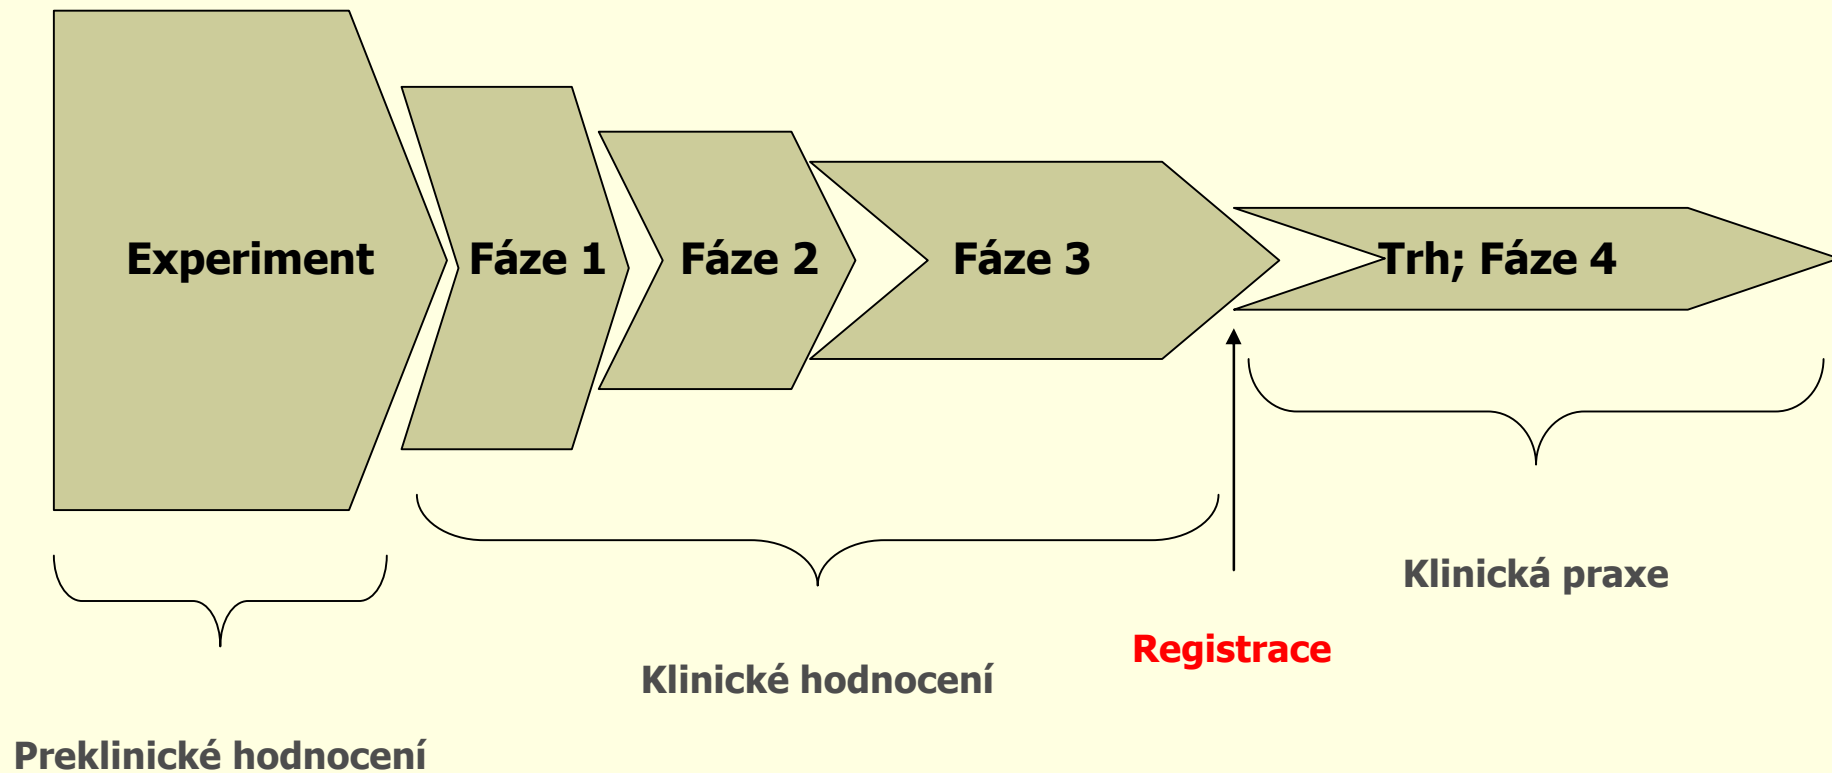 Experiment
Fáze 1
Fáze 2
Fáze 3
Trh; Fáze 4
Klinická praxe
Registrace
Klinické hodnocení
Preklinické hodnocení